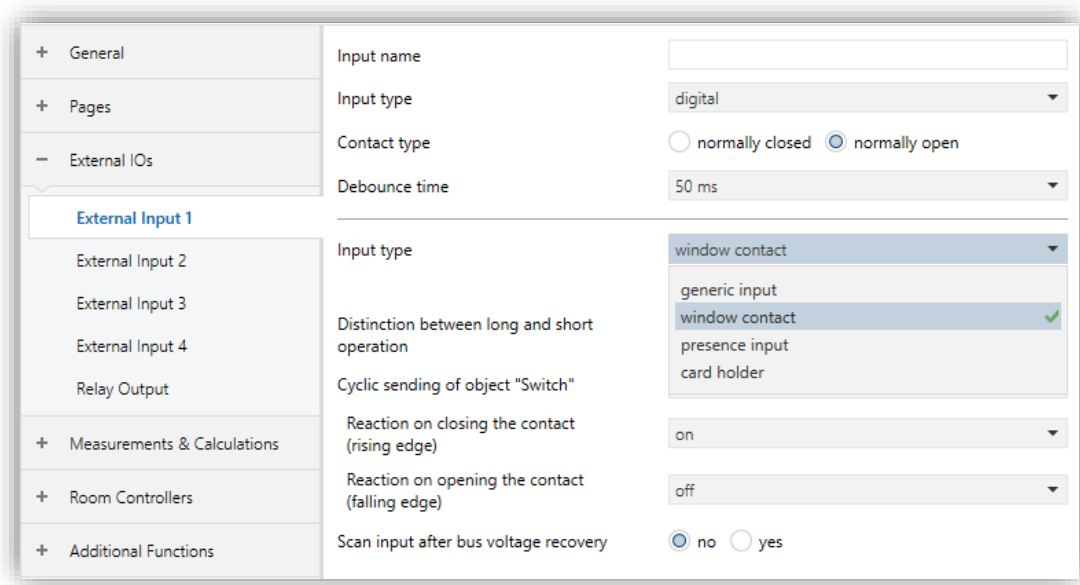 + General
+ Pages
− External IOs
External Input 1
External Input 2
External Input 3
External Input 4
Relay Output
+ Measurements & Calculations
+ Room Controllers
+ Additional Functions
Input name
Input type digital
Contact type normally closed normally open
Debounce time 50 ms
Input type window contact
generic input
window contact
presence input
card holder
Distinction between long and short
operation
Cyclic sending of object "Switch"
Reaction on closing the contact
(rising edge) on
Reaction on opening the contact
(falling edge) off
Scan input after bus voltage recovery no yes